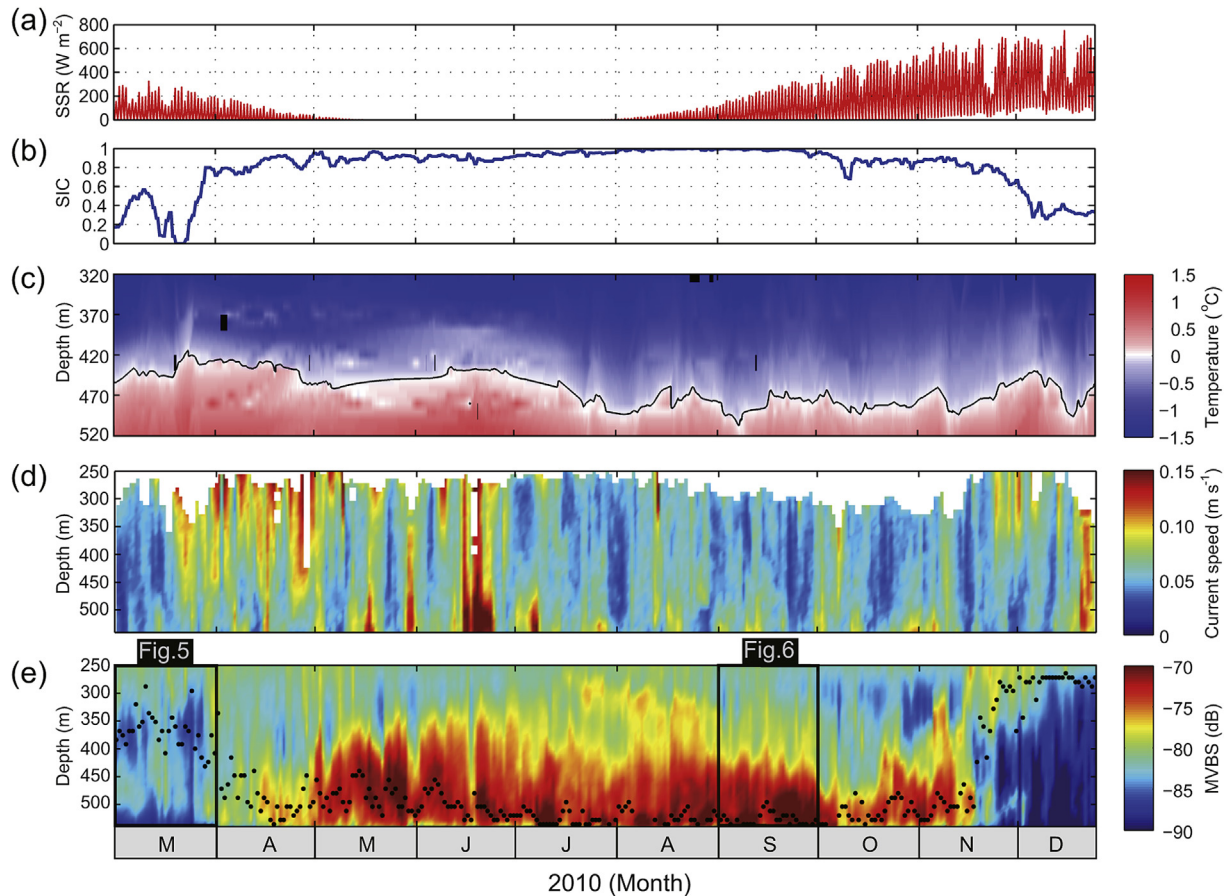 (a)
SSR (W m⁻²)
800
600
400
200
0
(b)
SIC
1
0.8
0.6
0.4
0.2
0
(c)
Depth (m)
320
370
420
470
520
1.5
1
0.5
0
−0.5
−1
−1.5
Temperature (°C)
(d)
Depth (m)
250
300
350
400
450
500
0.15
0.10
0.05
0
Current speed (m s⁻¹)
Fig.5
Fig.6
(e)
Depth (m)
250
300
350
400
450
500
−70
−75
−80
−85
−90
MVBS (dB)
M A M J J A S O N D
2010 (Month)